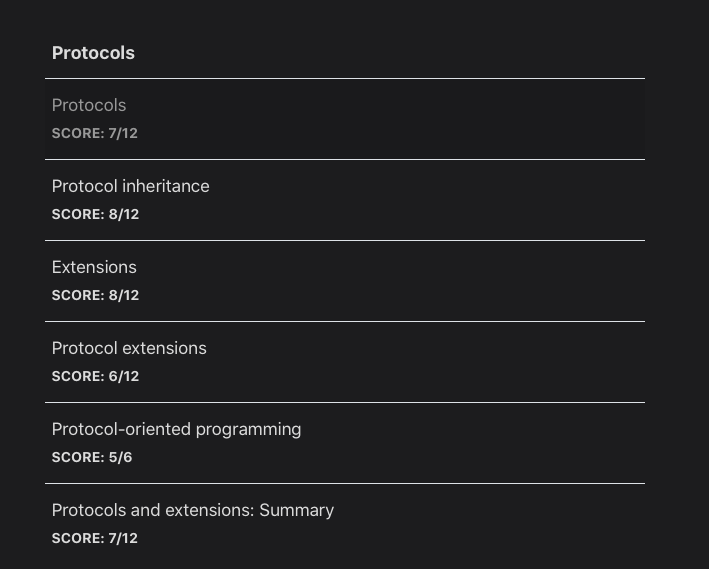 Protocols
Protocols
SCORE: 7/12
Protocol inheritance
SCORE: 8/12
Extensions
SCORE: 8/12
Protocol extensions
SCORE: 6/12
Protocol-oriented programming
SCORE: 5/6
Protocols and extensions: Summary
SCORE: 7/12